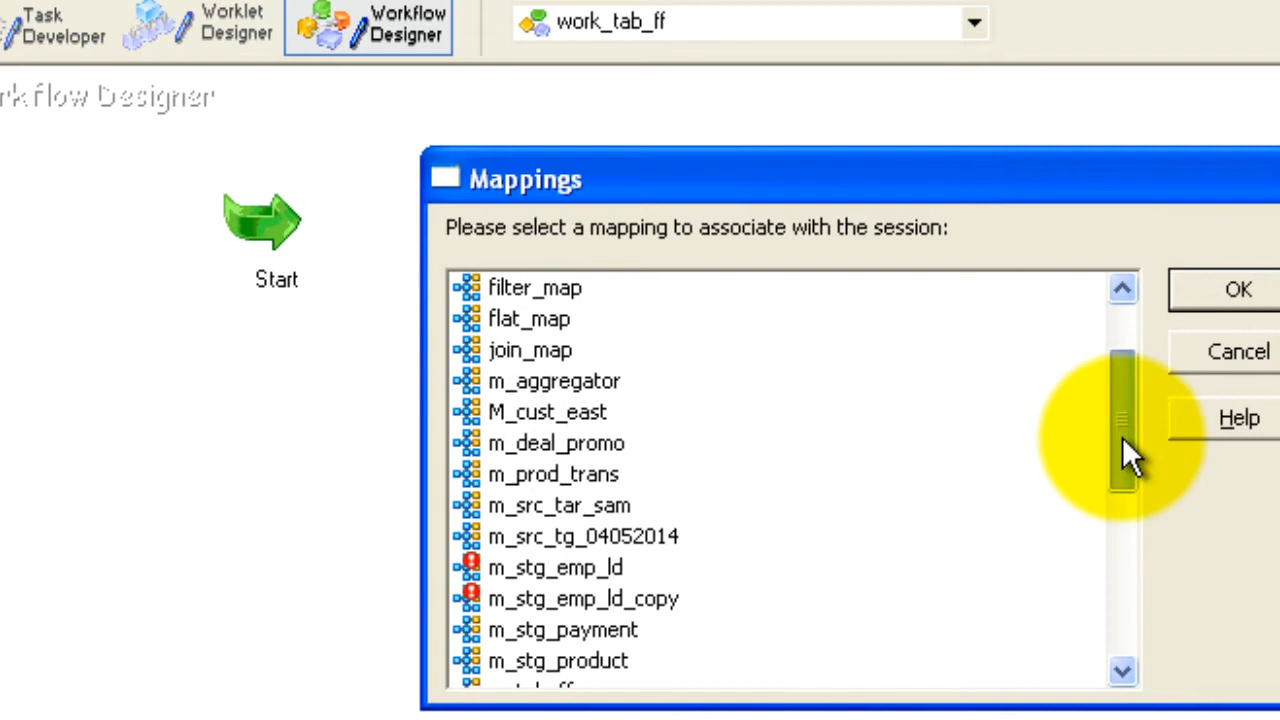 Task
Developer
Worklet
Designer
Workflow
Designer
work_tab_ff
rkflow Designer
Start
Mappings
Please select a mapping to associate with the session:
filter_map
flat_map
join_map
m_aggregator
M_cust_east
m_deal_promo
m_prod_trans
m_src_tar_sam
m_src_tg_04052014
m_stg_emp_ld
m_stg_emp_ld_copy
m_stg_payment
m_stg_product
OK
Cancel
Help